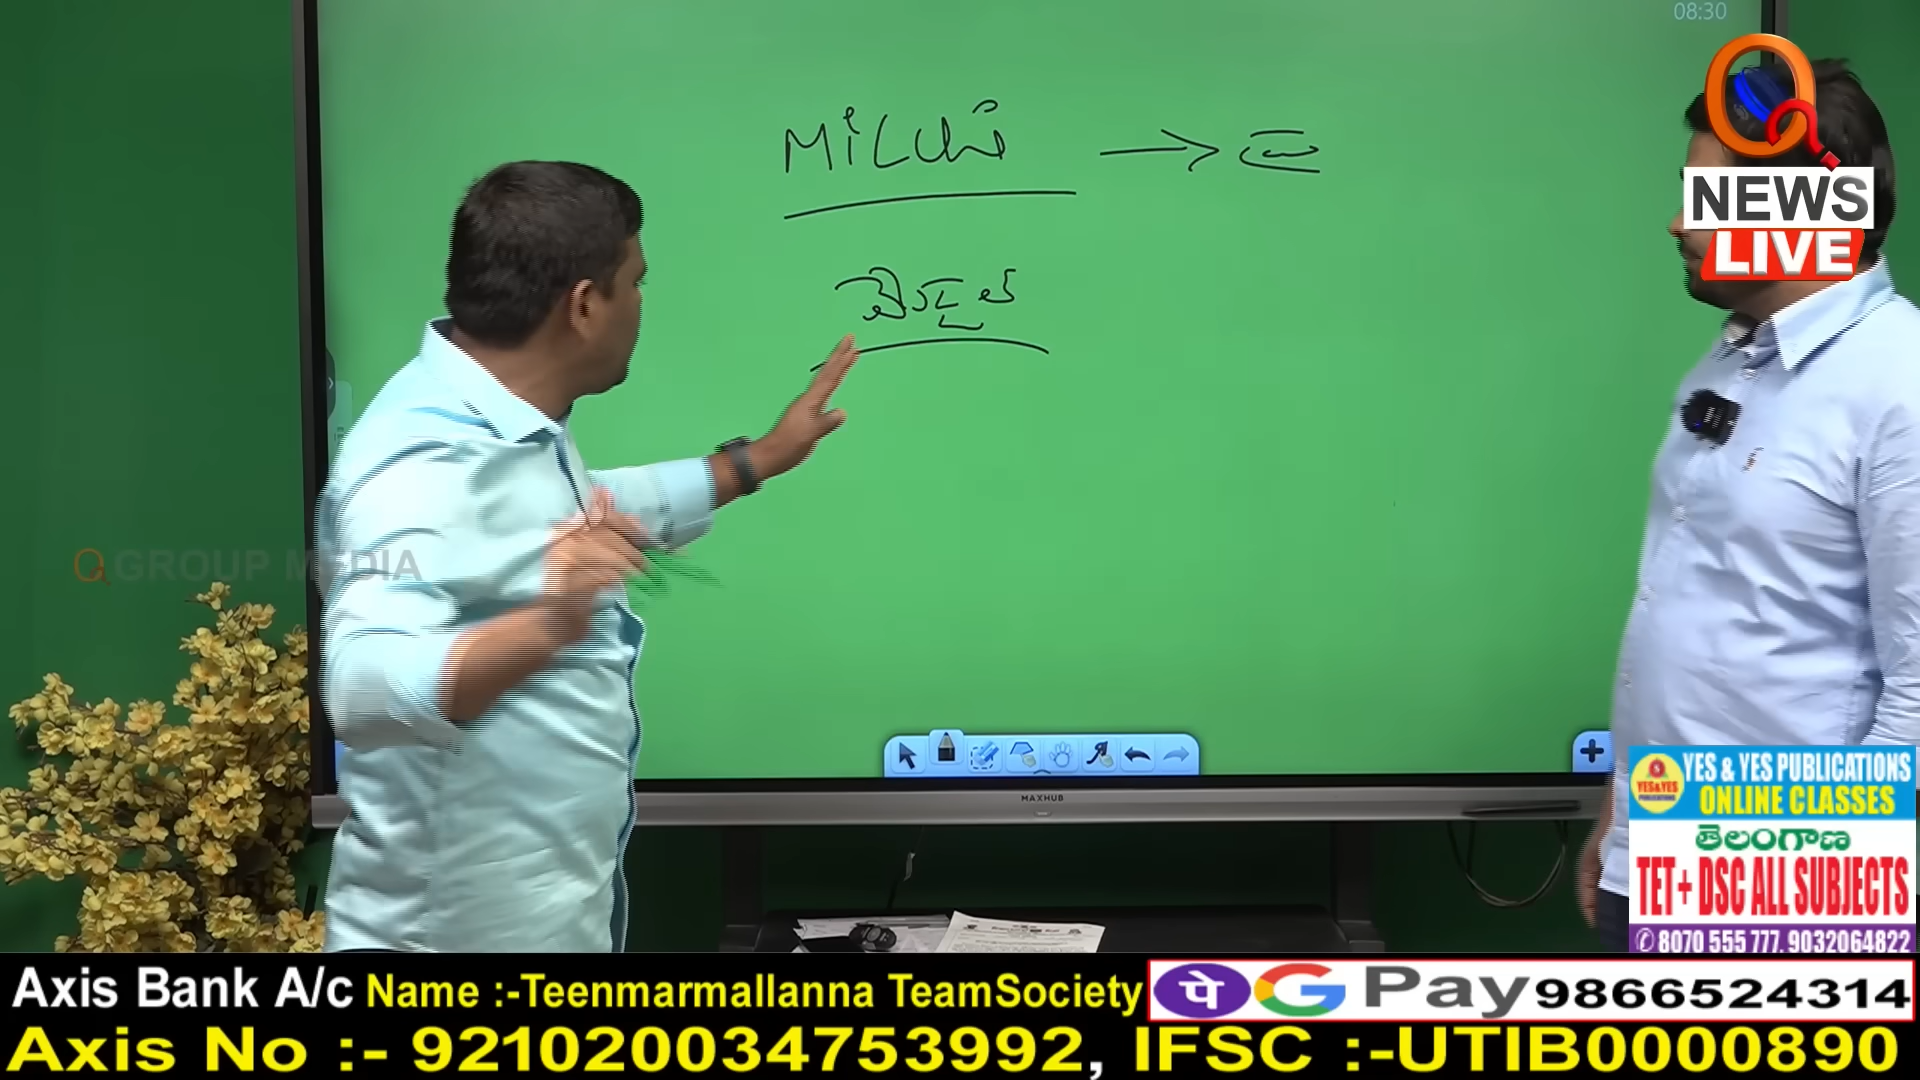 08:30
Q
NEWS
LIVE
Q GROUP MEDIA
MAXHUB
YES & YES PUBLICATIONS
ONLINE CLASSES
తెలంగాణ
TET+ DSC ALL SUBJECTS
8070 555 777, 9032064822
Axis Bank A/c Name :-Teenmarmallanna TeamSociety पे G Pay 9866524314
Axis No :- 921020034753992, IFSC :-UTIB0000890